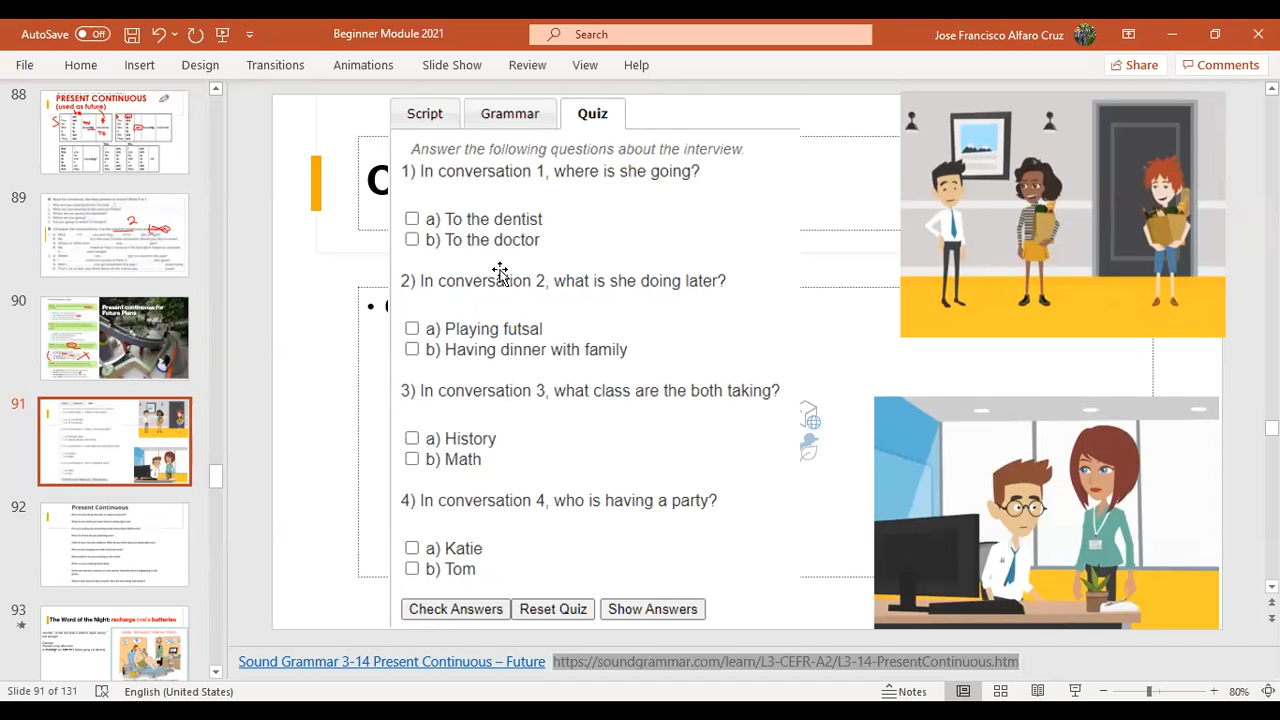 AutoSave Off
Beginner Module 2021
Search
Jose Francisco Alfaro Cruz
File Home Insert Design Transitions Animations Slide Show Review View Help
Share Comments
88
PRESENT CONTINUOUS
(used as future)
89
90
Present continuous for
Future Plans
91
92
Present Continuous
93
The Word of the Night: recharge one's batteries
Script Grammar Quiz
Answer the following questions about the interview.
1) In conversation 1, where is she going?
a) To the dentist
b) To the doctor
2) In conversation 2, what is she doing later?
a) Playing futsal
b) Having dinner with family
3) In conversation 3, what class are the both taking?
a) History
b) Math
4) In conversation 4, who is having a party?
a) Katie
b) Tom
Check Answers Reset Quiz Show Answers
Sound Grammar 3-14 Present Continuous – Future https://soundgrammar.com/learn/L3-CEFR-A2/L3-14-PresentContinuous.htm
Slide 91 of 131 English (United States) Notes 80%